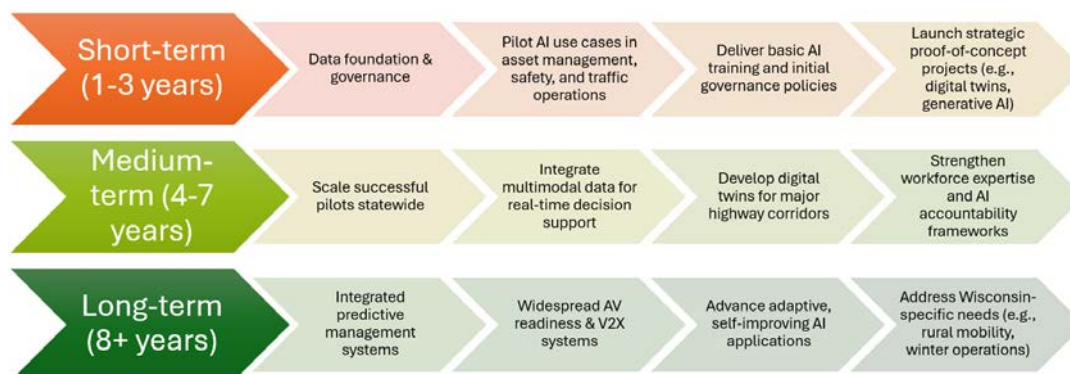 Short-term
(1-3 years)
Data foundation &
governance
Pilot AI use cases in
asset management,
safety, and traffic
operations
Deliver basic AI
training and initial
governance policies
Launch strategic
proof-of-concept
projects (e.g.,
digital twins,
generative AI)
Medium-
term (4-7
years)
Scale successful
pilots statewide
Integrate
multimodal data for
real-time decision
support
Develop digital
twins for major
highway corridors
Strengthen
workforce expertise
and AI
accountability
frameworks
Long-term
(8+ years)
Integrated
predictive
management
systems
Widespread AV
readiness & V2X
systems
Advance adaptive,
self-improving AI
applications
Address Wisconsin-
specific needs (e.g.,
rural mobility,
winter operations)